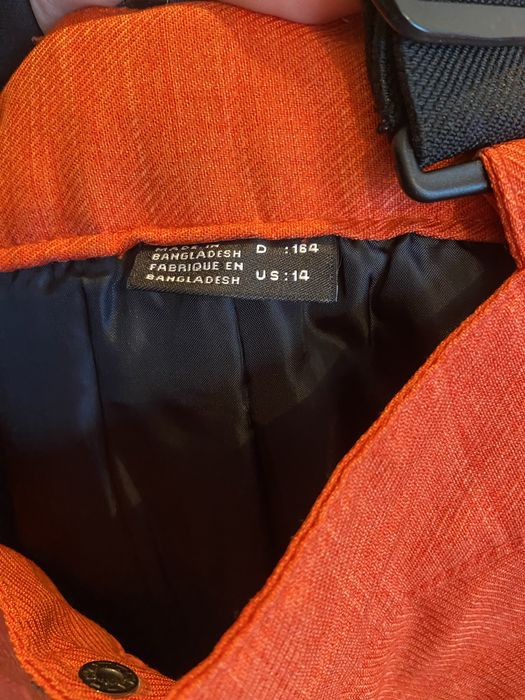 MADE IN
BANGLADESH
FABRIQUE EN
BANGLADESH
D :164
US:14